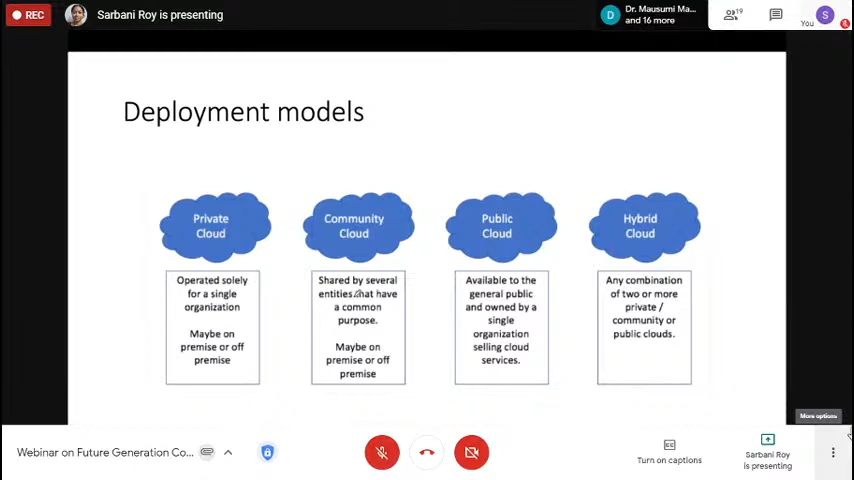 REC
Sarbani Roy is presenting
D
Dr. Mausumi Ma...
and 16 more
19
You
S
Deployment models
Private
Cloud
Operated solely
for a single
organization
Maybe on
premise or off
premise
Community
Cloud
Shared by several
entities that have
a common
purpose.
Maybe on
premise or off
premise
Public
Cloud
Available to the
general public
and owned by a
single
organization
selling cloud
services.
Hybrid
Cloud
Any combination
of two or more
private /
community or
public clouds.
More options
Webinar on Future Generation Co...
Turn on captions
Sarbani Roy
is presenting